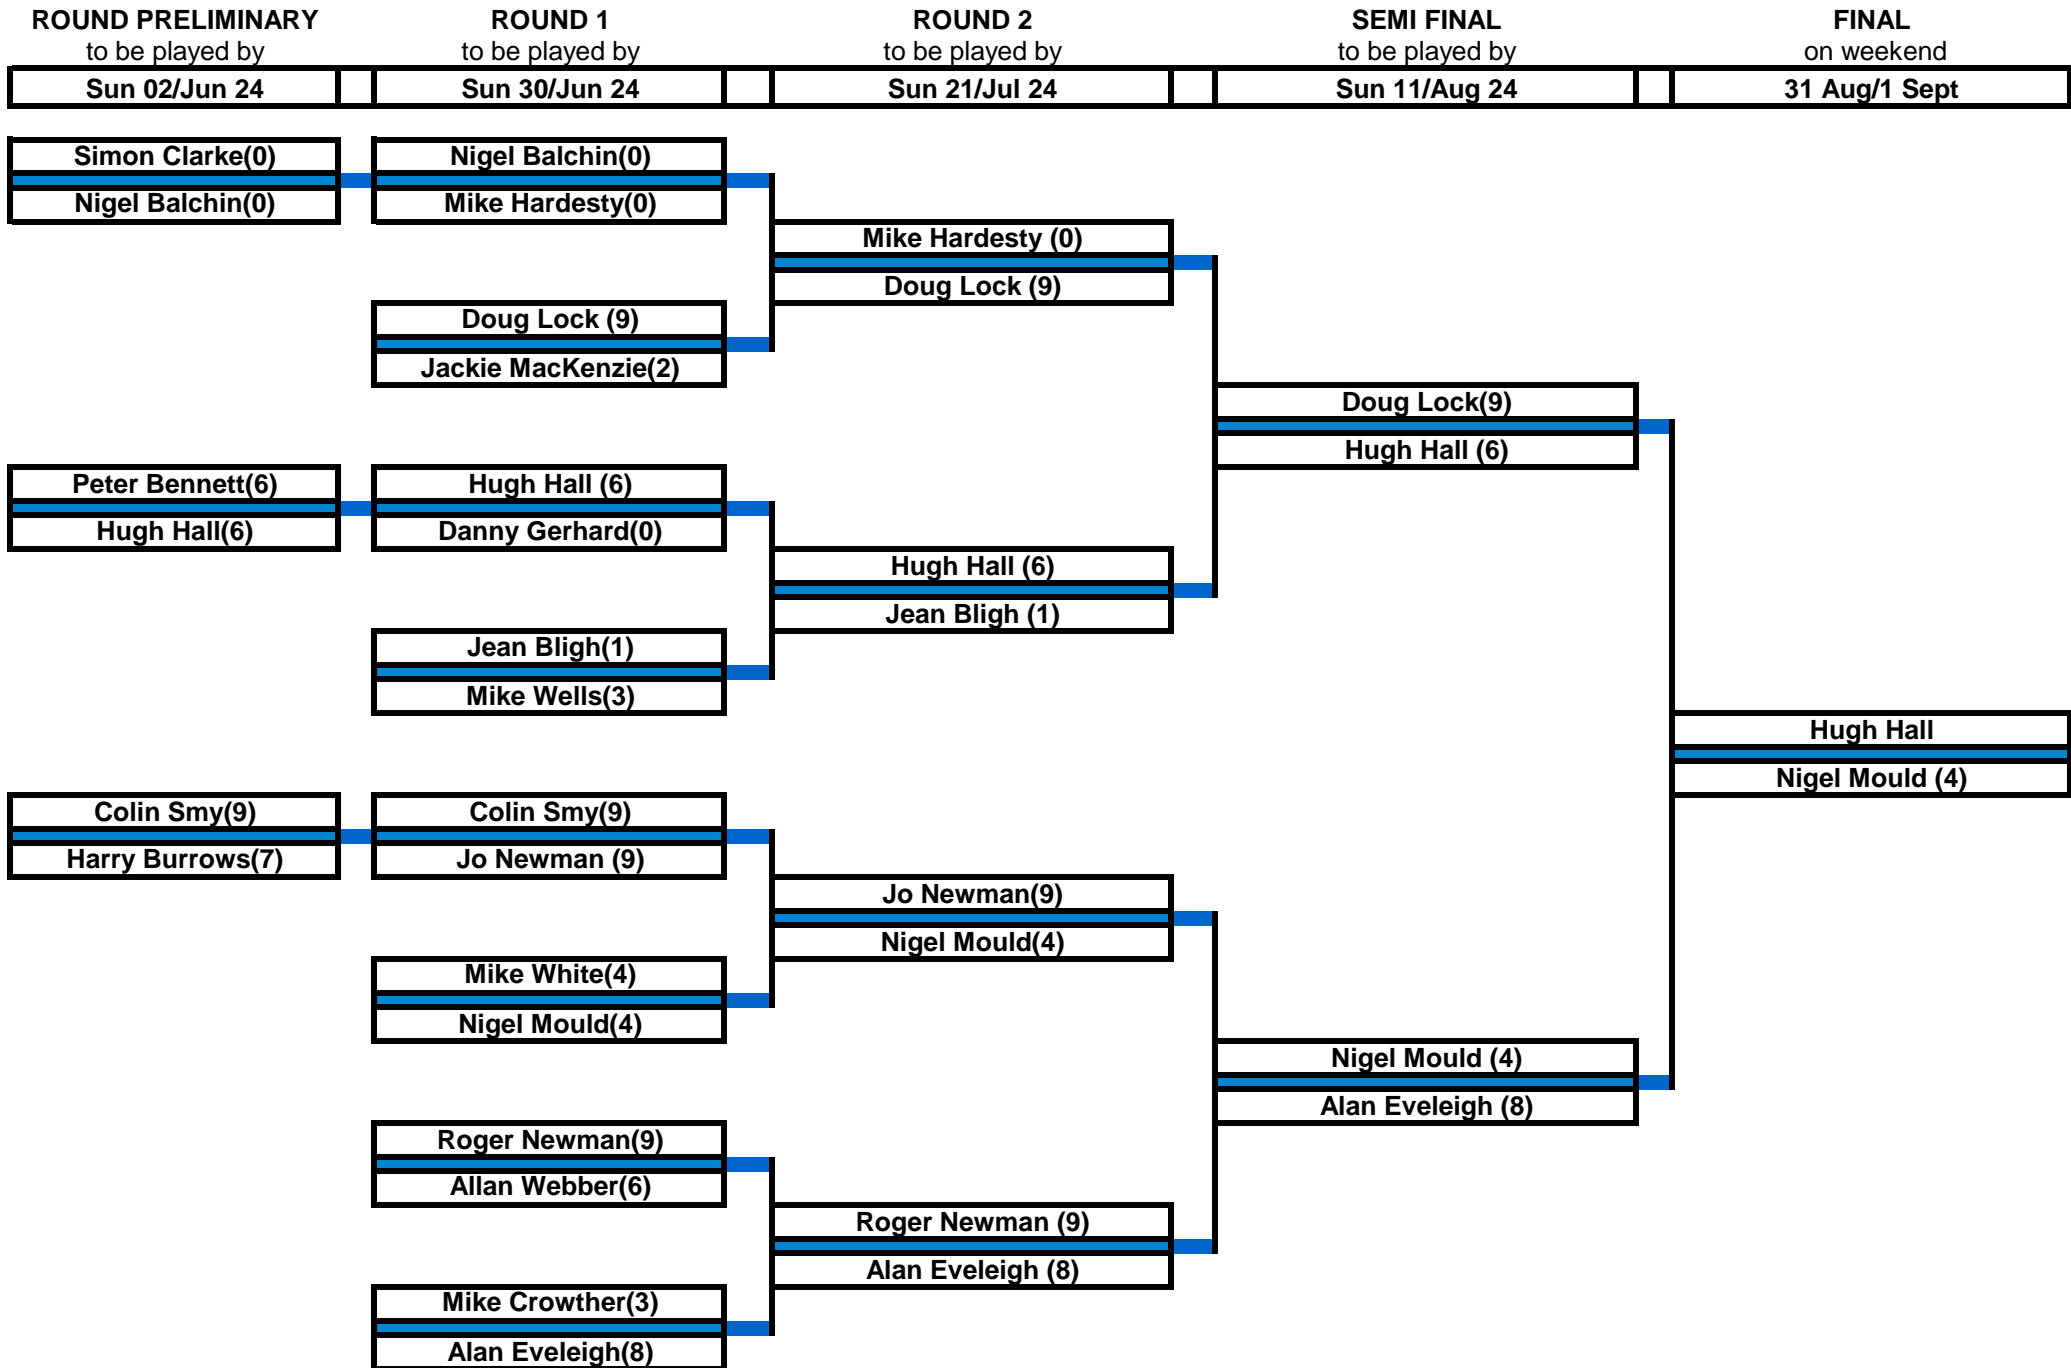 ROUND PRELIMINARY
to be played by
Sun 02/Jun 24
ROUND 1
to be played by
Sun 30/Jun 24
ROUND 2
to be played by
Sun 21/Jul 24
SEMI FINAL
to be played by
Sun 11/Aug 24
FINAL
on weekend
31 Aug/1 Sept
Simon Clarke(0)
Nigel Balchin(0)
Peter Bennett(6)
Hugh Hall(6)
Colin Smy(9)
Harry Burrows(7)
Nigel Balchin(0)
Mike Hardesty(0)
Doug Lock (9)
Jackie MacKenzie(2)
Hugh Hall (6)
Danny Gerhard(0)
Jean Bligh(1)
Mike Wells(3)
Colin Smy(9)
Jo Newman (9)
Mike White(4)
Nigel Mould(4)
Roger Newman(9)
Allan Webber(6)
Mike Crowther(3)
Alan Eveleigh(8)
Mike Hardesty (0)
Doug Lock (9)
Hugh Hall (6)
Jean Bligh (1)
Jo Newman(9)
Nigel Mould(4)
Roger Newman (9)
Alan Eveleigh (8)
Doug Lock(9)
Hugh Hall (6)
Nigel Mould (4)
Alan Eveleigh (8)
Hugh Hall
Nigel Mould (4)